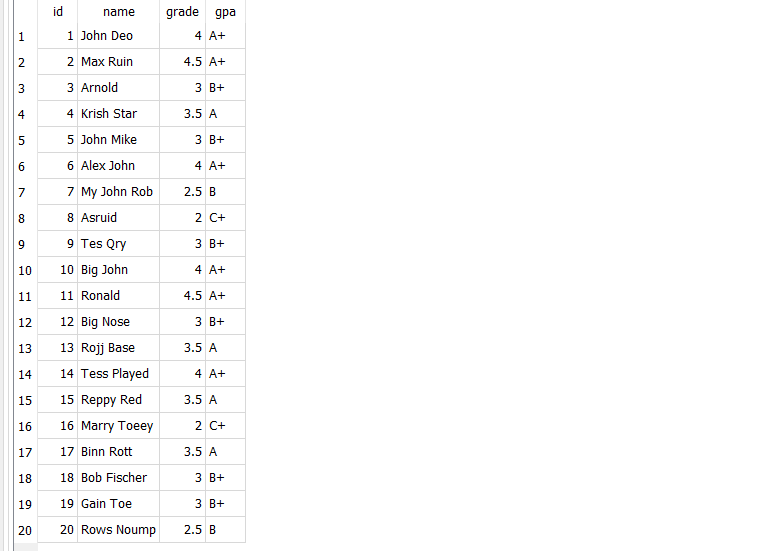 id name grade gpa
1 1 John Deo 4 A+
2 2 Max Ruin 4.5 A+
3 3 Arnold 3 B+
4 4 Krish Star 3.5 A
5 5 John Mike 3 B+
6 6 Alex John 4 A+
7 7 My John Rob 2.5 B
8 8 Asruid 2 C+
9 9 Tes Qry 3 B+
10 10 Big John 4 A+
11 11 Ronald 4.5 A+
12 12 Big Nose 3 B+
13 13 Rojj Base 3.5 A
14 14 Tess Played 4 A+
15 15 Reppy Red 3.5 A
16 16 Marry Toeey 2 C+
17 17 Binn Rott 3.5 A
18 18 Bob Fischer 3 B+
19 19 Gain Toe 3 B+
20 20 Rows Noump 2.5 B